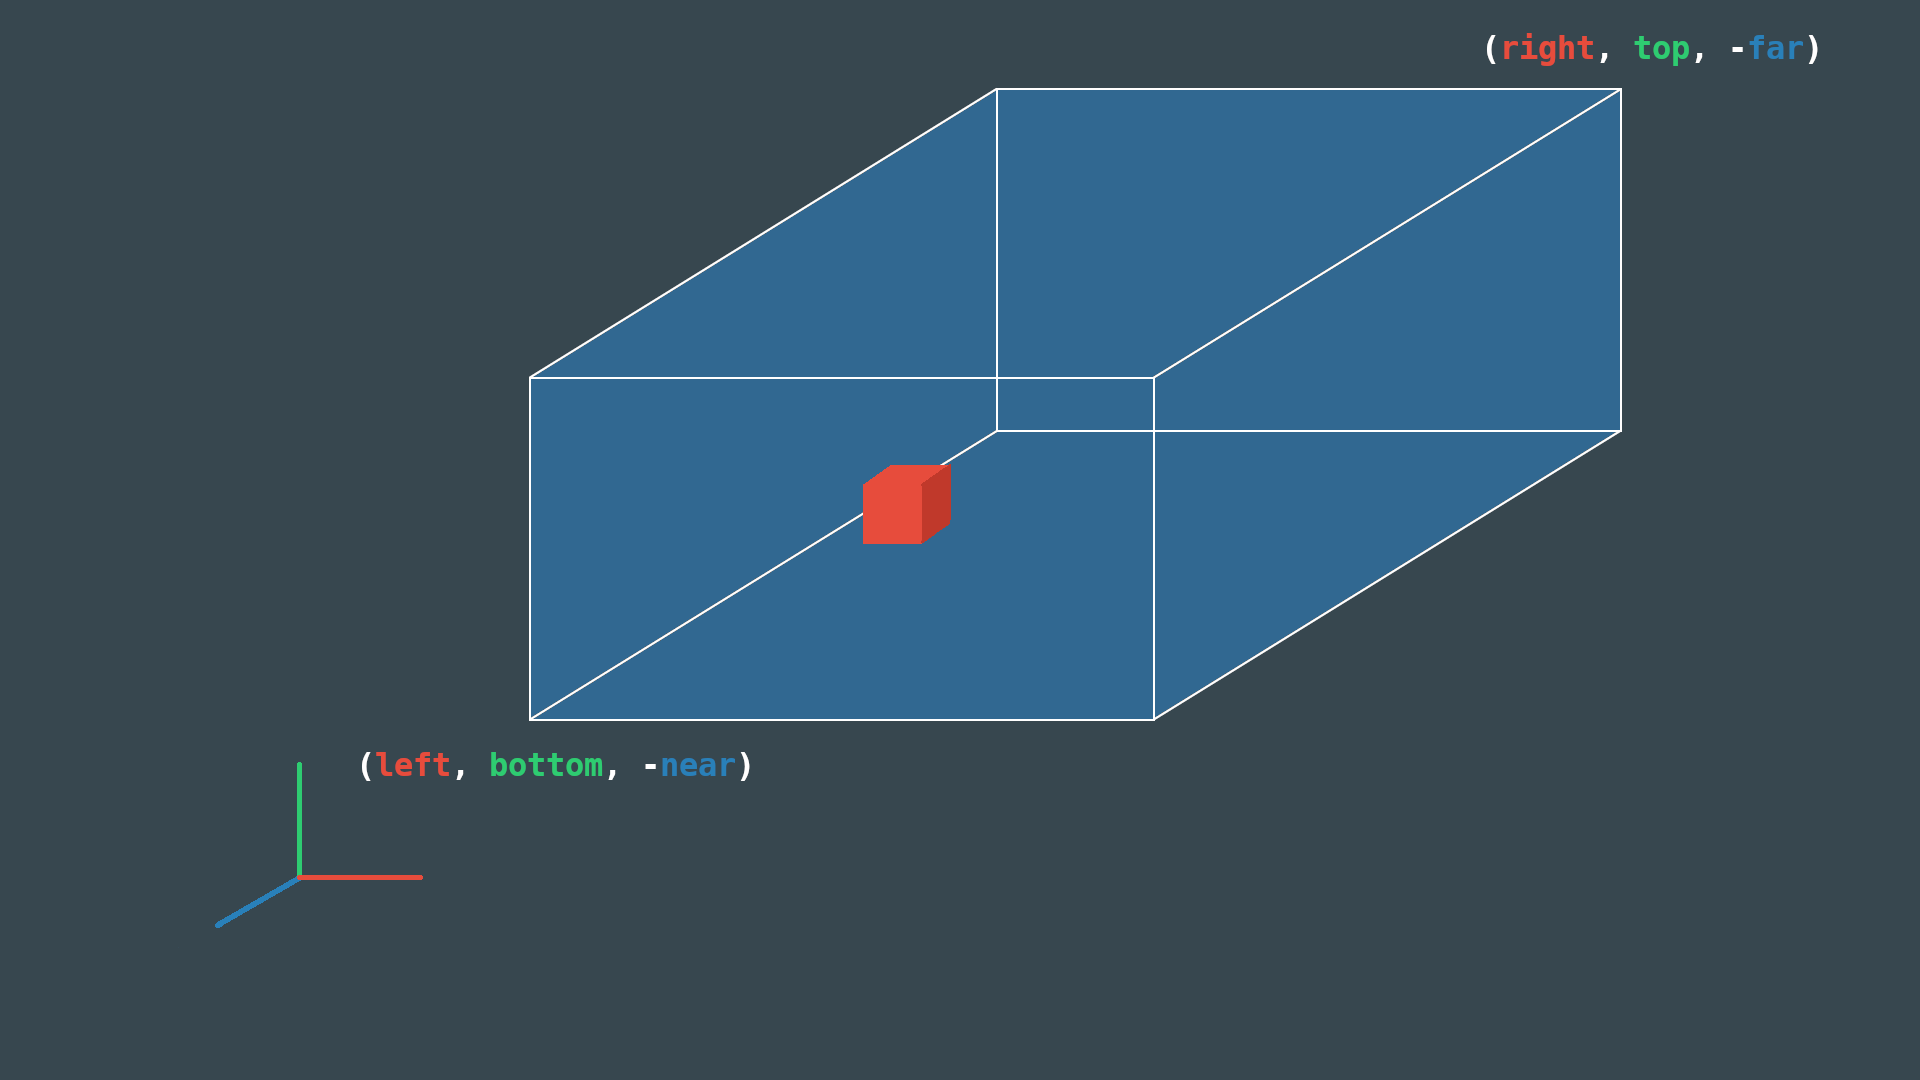 (right, top, -far)
(left, bottom, -near)